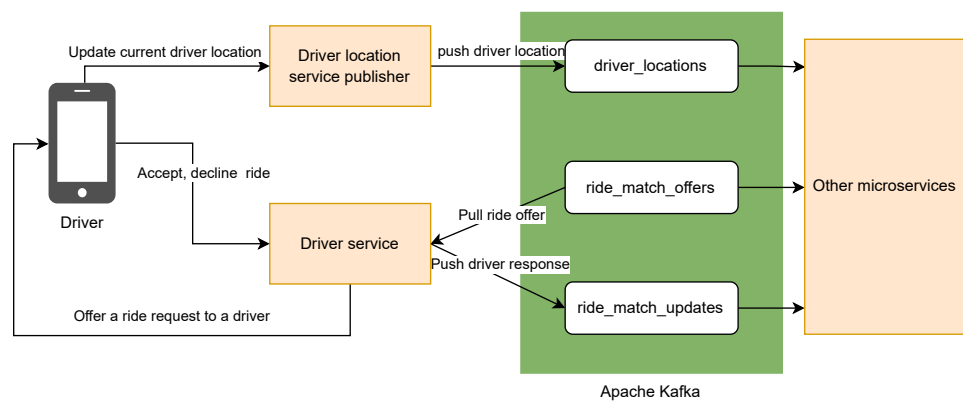 Update current driver location
Driver location
service publisher
push driver location
driver_locations
Accept, decline ride
Driver
ride_match_offers
Other microservices
Pull ride offer
Driver service
Push driver response
Offer a ride request to a driver
ride_match_updates
Apache Kafka